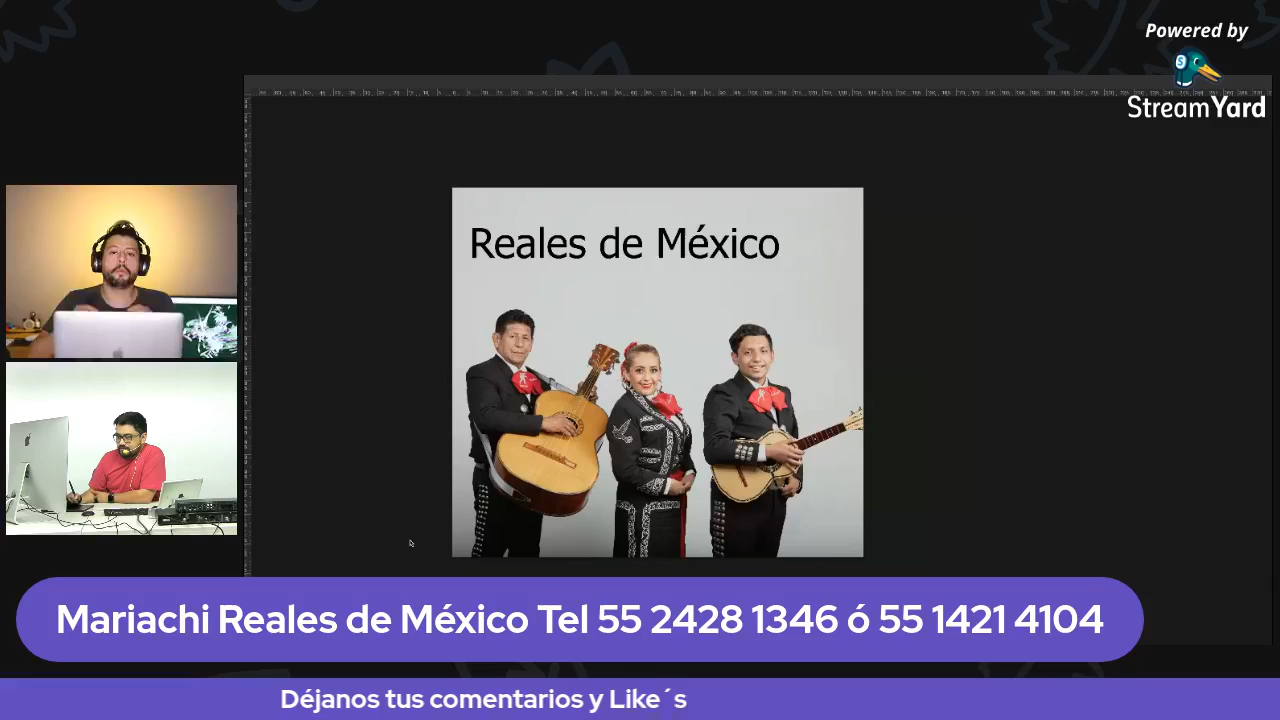 Powered by
StreamYard
Reales de México
Mariachi Reales de México Tel 55 2428 1346 ó 55 1421 4104
Déjanos tus comentarios y Like´s